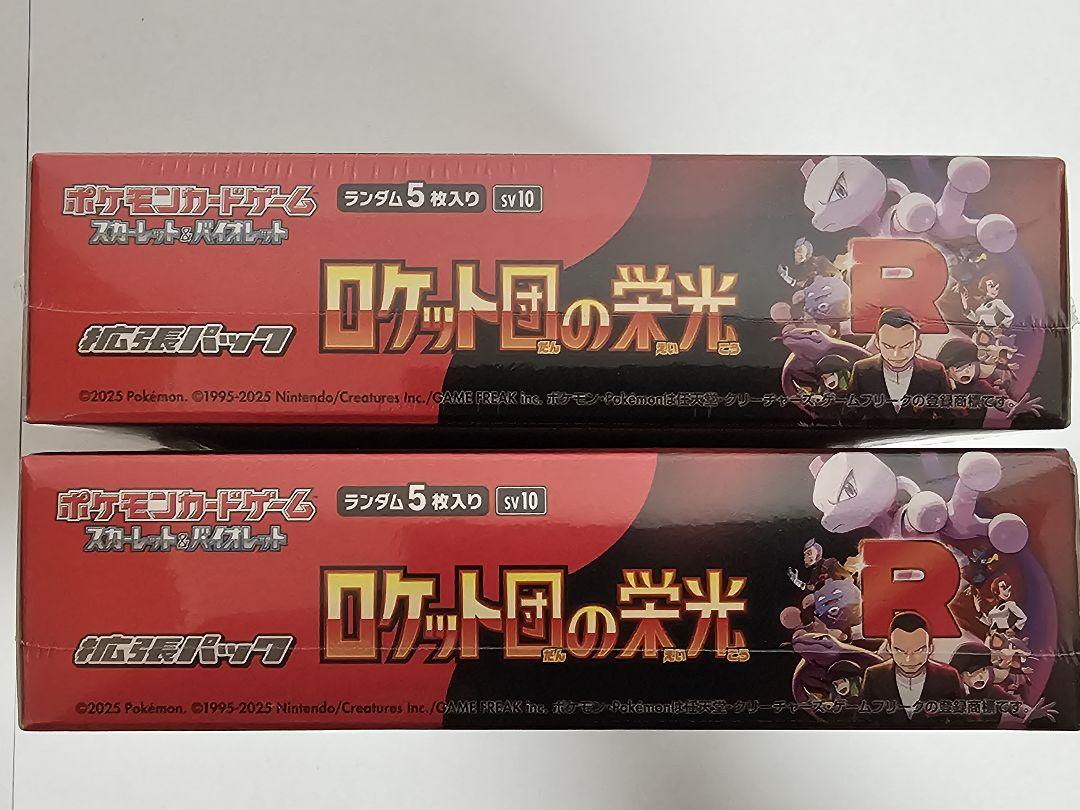 ポケモンカードゲーム
スカーレット&バイオレット
ランダム5枚入り SV10
ロケット団の栄光
だん えい こう
拡張パック
©2025 Pokémon. ©1995-2025 Nintendo/Creatures Inc./GAME FREAK inc. ポケモン・Pokémonは任天堂・クリーチャーズ・ゲームフリークの登録商標です。
R
ポケモンカードゲーム
スカーレット&バイオレット
ランダム5枚入り SV10
ロケット団の栄光
だん えい こう
拡張パック
©2025 Pokémon. ©1995-2025 Nintendo/Creatures Inc./GAME FREAK inc. ポケモン・Pokémonは任天堂・クリーチャーズ・ゲームフリークの登録商標です。
R